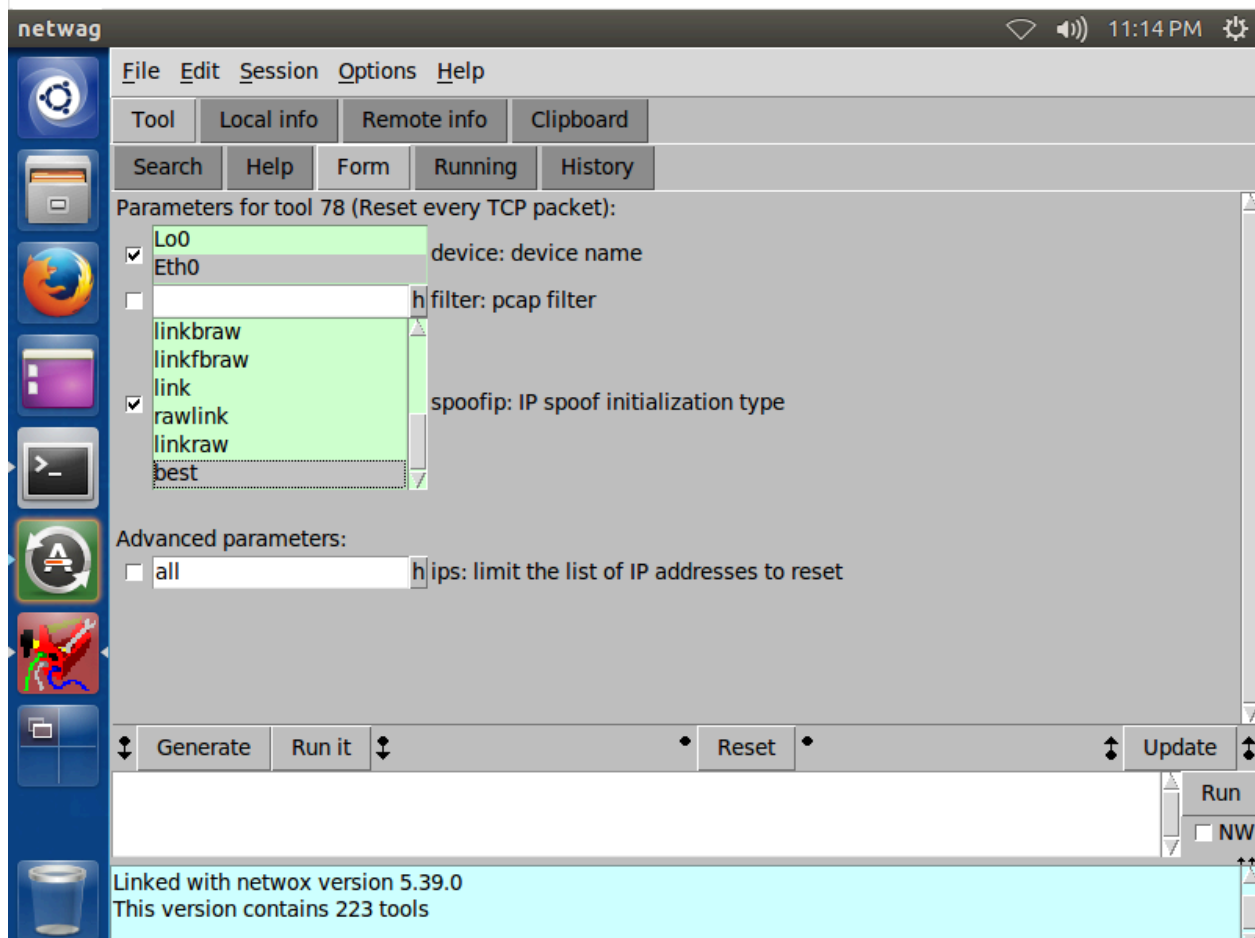 netwag 11:14 PM
File Edit Session Options Help
Tool Local info Remote info Clipboard
Search Help Form Running History
Parameters for tool 78 (Reset every TCP packet):
Lo0
Eth0
device: device name
h filter: pcap filter
linkbraw
linkfbraw
link
rawlink
linkraw
best
spoofip: IP spoof initialization type
Advanced parameters:
all h ips: limit the list of IP addresses to reset
Generate Run it Reset Update
Run
NW
Linked with netwox version 5.39.0
This version contains 223 tools